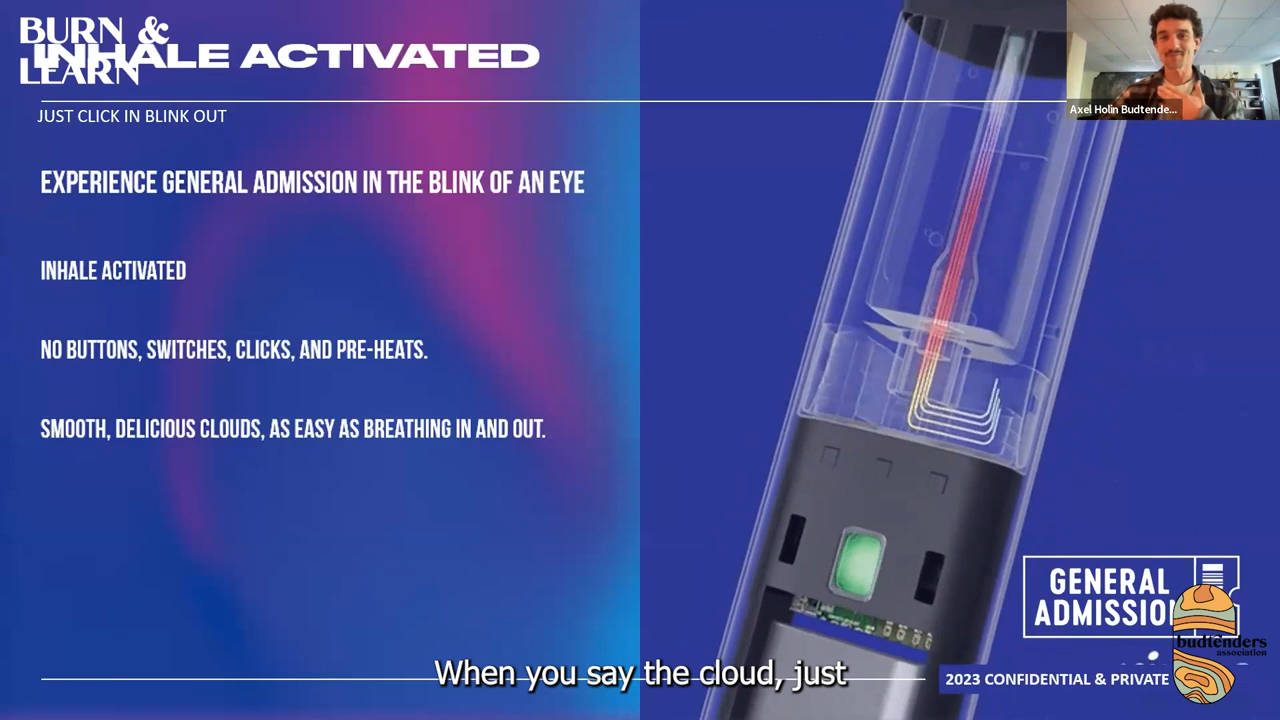 BURN &
LEARN
INHALE ACTIVATED
JUST CLICK IN BLINK OUT
EXPERIENCE GENERAL ADMISSION IN THE BLINK OF AN EYE
INHALE ACTIVATED
NO BUTTONS, SWITCHES, CLICKS, AND PRE-HEATS.
SMOOTH, DELICIOUS CLOUDS, AS EASY AS BREATHING IN AND OUT.
Axel Holin Budtende...
GENERAL
ADMISSION
budtenders
association
When you say the cloud, just
2023 CONFIDENTIAL & PRIVATE